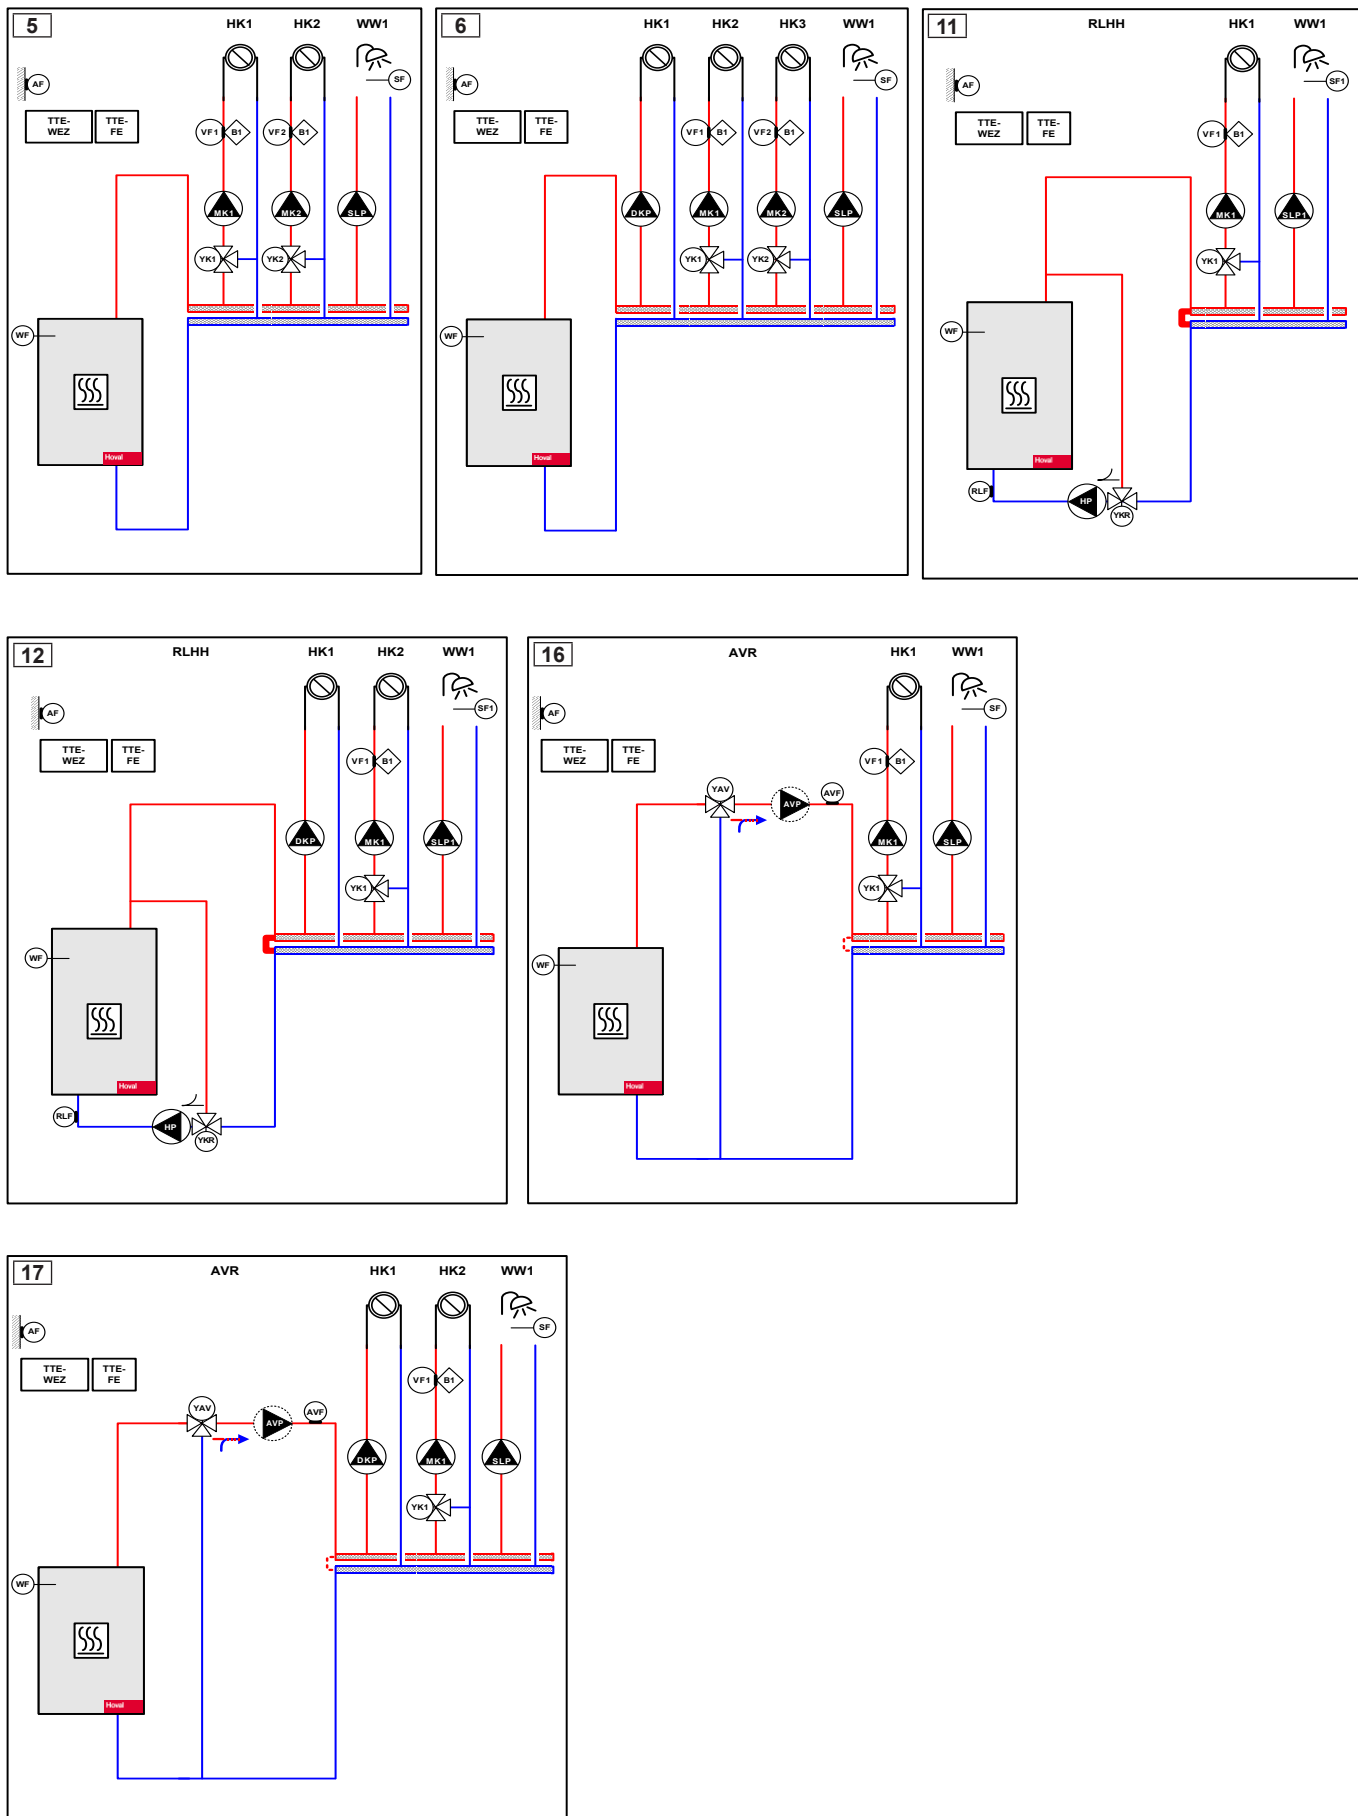 5 HK1 HK2 WW1
AF SF
TTE-WEZ TTE-FE
VF1 B1 VF2 B1
MK1 MK2 SLP
YK1 YK2
WF
Hoval
6 HK1 HK2 HK3 WW1
AF SF
TTE-WEZ TTE-FE
VF1 B1 VF2 B1
DKP MK1 MK2 SLP
YK1 YK2
WF
Hoval
11 RLHH HK1 WW1
AF SF1
TTE-WEZ TTE-FE
VF1 B1
MK1 SLP1
YK1
WF
Hoval
RLF HP
YKR
12 RLHH HK1 HK2 WW1
AF SF1
TTE-WEZ TTE-FE
VF1 B1
DKP MK1 SLP1
YK1
WF
Hoval
RLF HP
YKR
16 AVR HK1 WW1
AF SF
TTE-WEZ TTE-FE
VF1 B1
YAV AVP AVF
MK1 SLP
YK1
WF
Hoval
17 AVR HK1 HK2 WW1
AF SF
TTE-WEZ TTE-FE
VF1 B1
YAV AVP AVF
DKP MK1 SLP
YK1
WF
Hoval